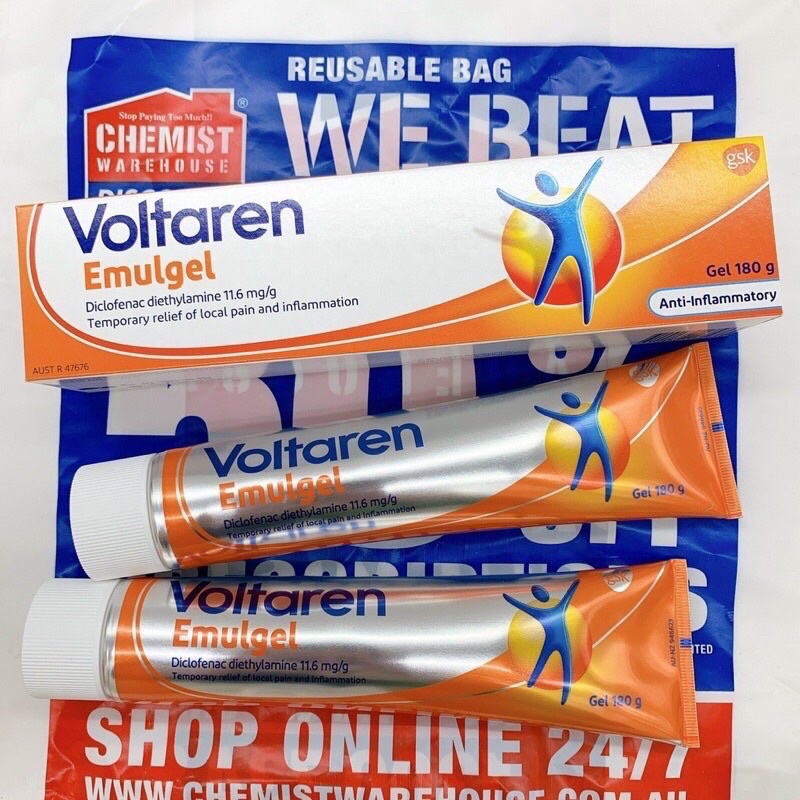 REUSABLE BAG
WE BEAT
Stop Paying Too Much!!
CHEMIST
WAREHOUSE
®
gsk
Voltaren
Emulgel
Diclofenac diethylamine 11.6 mg/g
Temporary relief of local pain and inflammation
Gel 180 g
Anti-Inflammatory
AUST R 47676
Voltaren
Emulgel
Diclofenac diethylamine 11.6 mg/g
Temporary relief of local pain and inflammation
gsk
Gel 180 g
OFF
Voltaren
Emulgel
Diclofenac diethylamine 11.6 mg/g
Temporary relief of local pain and inflammation
gsk
Gel 180 g
SHOP ONLINE 24/7
WWW.CHEMISTWAREHOUSE.COM.AU